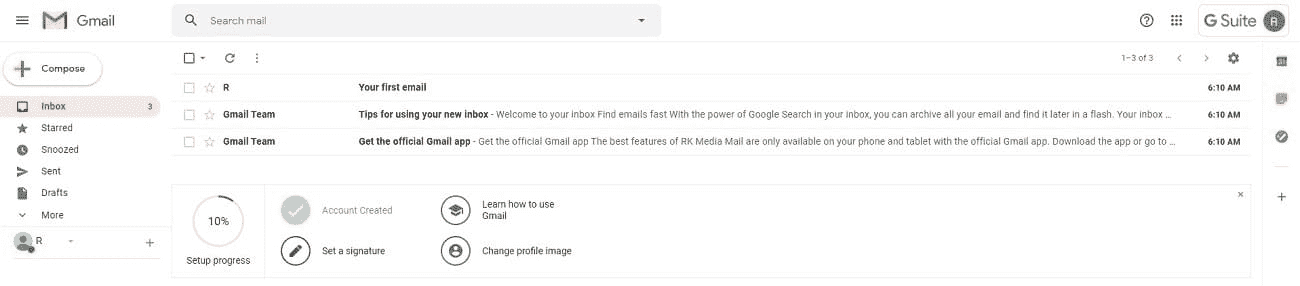 Gmail
Search mail
G Suite R
Compose
1–3 of 3
Inbox 3
Starred
Snoozed
Sent
Drafts
More
R
R Your first email 6:10 AM
Gmail Team Tips for using your new inbox - Welcome to your inbox Find emails fast With the power of Google Search in your inbox, you can archive all your email and find it later in a flash. Your inbox ... 6:10 AM
Gmail Team Get the official Gmail app - Get the official Gmail app The best features of RK Media Mail are only available on your phone and tablet with the official Gmail app. Download the app or go to ... 6:10 AM
10%
Setup progress
Account Created
Set a signature
Learn how to use
Gmail
Change profile image